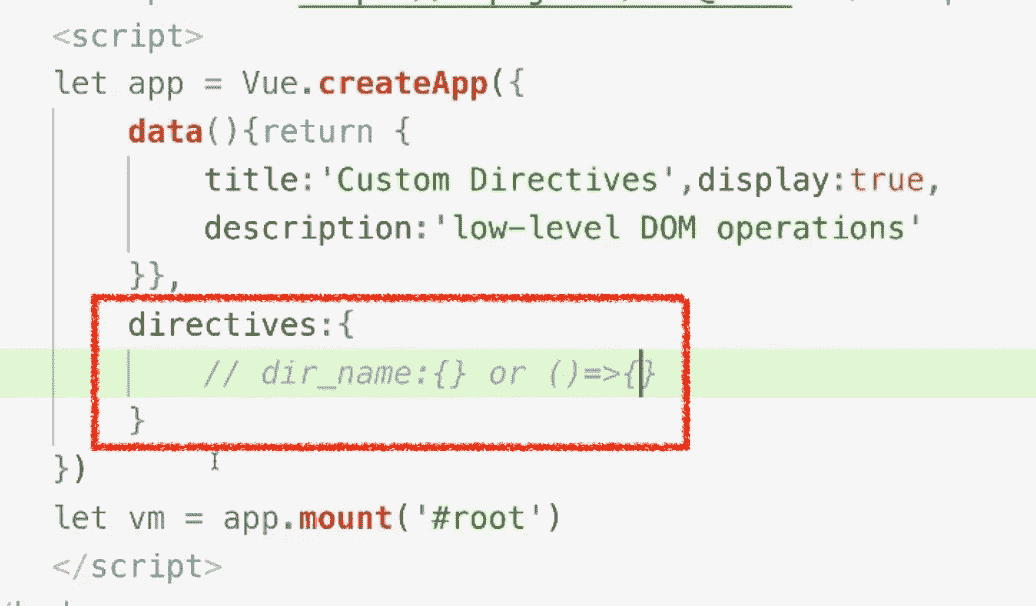 <script>
let app = Vue.createApp({
data(){return {
title:'Custom Directives',display:true,
description:'low-level DOM operations'
}},
directives:{
// dir_name:{} or ()=>{}
}
})
let vm = app.mount('#root')
</script>